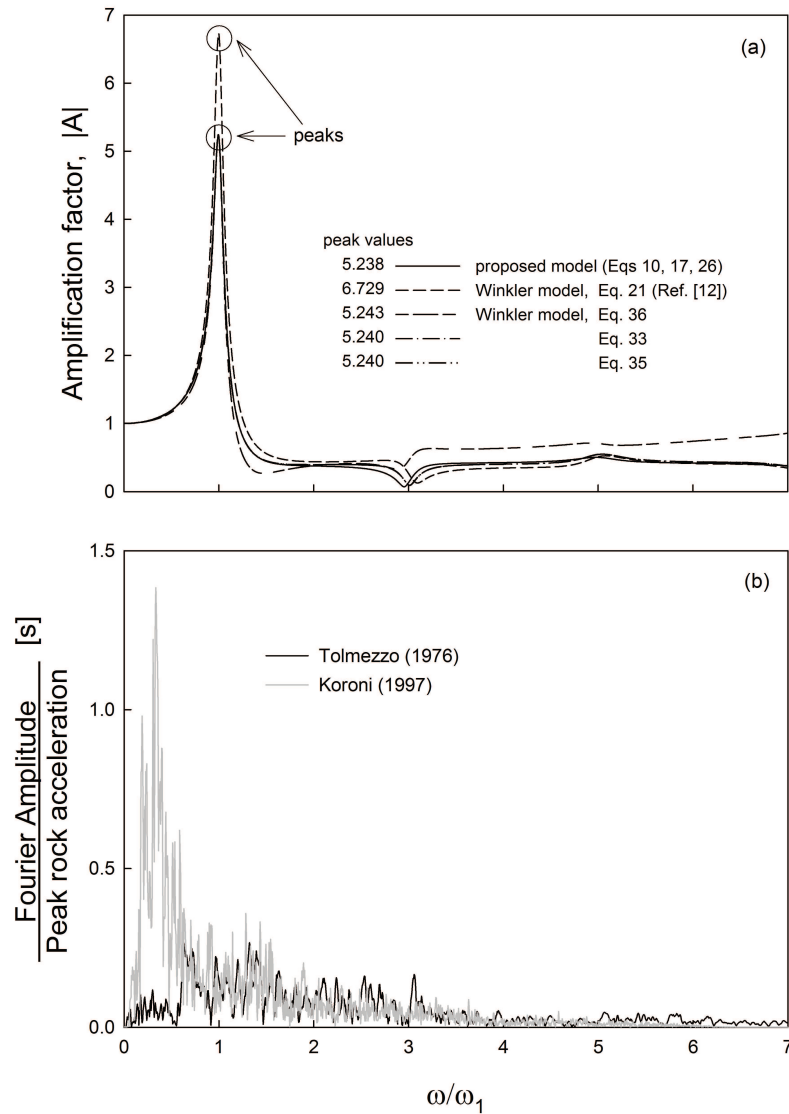 7
(a)
6
5
peaks
4
Amplification factor, |A|
peak values
5.238 proposed model (Eqs 10, 17, 26)
6.729 Winkler model, Eq. 21 (Ref. [12])
5.243 Winkler model, Eq. 36
5.240 Eq. 33
5.240 Eq. 35
3
2
1
0
1.5
(b)
Tolmezzo (1976)
Koroni (1997)
1.0
Fourier Amplitude
Peak rock acceleration
[s]
0.5
0.0
0 1 2 3 4 5 6 7
ω/ω₁